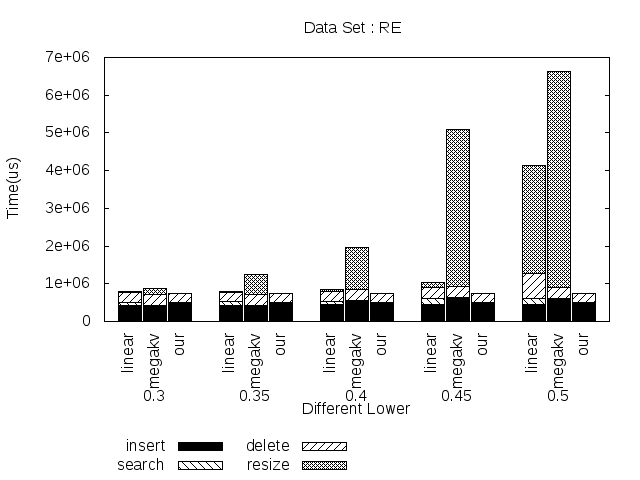 Data Set : RE
7e+06
6e+06
5e+06
4e+06
3e+06
2e+06
1e+06
0
Time(us)
linear megakv our linear megakv our linear megakv our linear megakv our linear megakv our
0.3 0.35 0.4 0.45 0.5
Different Lower
insert delete
search resize